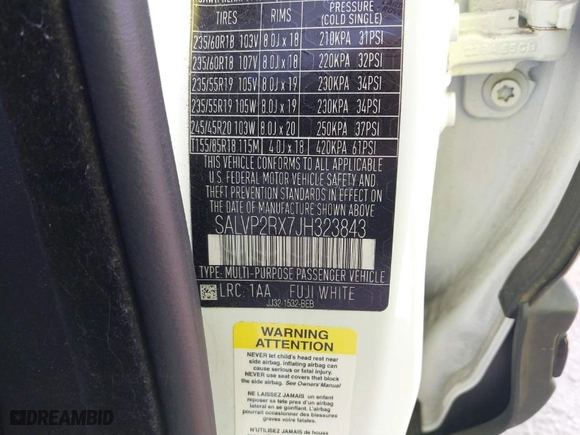 TIRES RIMS PRESSURE (COLD SINGLE)
235/60R18 103V 8.0J x 18 210KPA 31PSI
235/60R18 107V 8.0J x 18 220KPA 32PSI
235/55R19 105V 8.0J x 19 230KPA 34PSI
235/55R19 105W 8.0J x 19 230KPA 34PSI
245/45R20 103W 8.0J x 20 250KPA 37PSI
T155/85R18 115M 4.0J x 18 420KPA 61PSI
THIS VEHICLE CONFORMS TO ALL APPLICABLE
U.S. FEDERAL MOTOR VEHICLE SAFETY AND
THEFT PREVENTION STANDARDS IN EFFECT ON
THE DATE OF MANUFACTURE SHOWN ABOVE.
SALVP2RX7JH323843
TYPE: MULTI-PURPOSE PASSENGER VEHICLE
LRC: 1AA FUJI WHITE
JJ32-1532-BEB
WARNING
ATTENTION
NEVER let child's head rest near
side airbag. Inflating airbag can
cause serious or fatal injury.
NEVER use seat covers that block
the side airbag. See Owners' Manual
NE LAISSEZ JAMAIS un enfant
reposer sa tête près d'un airbag
latéral en se gonflant. L'airbag
pourrait occasionner des blessures
graves, voire fatales.
N'UTILISEZ JAMAIS de housses
DREAMBID